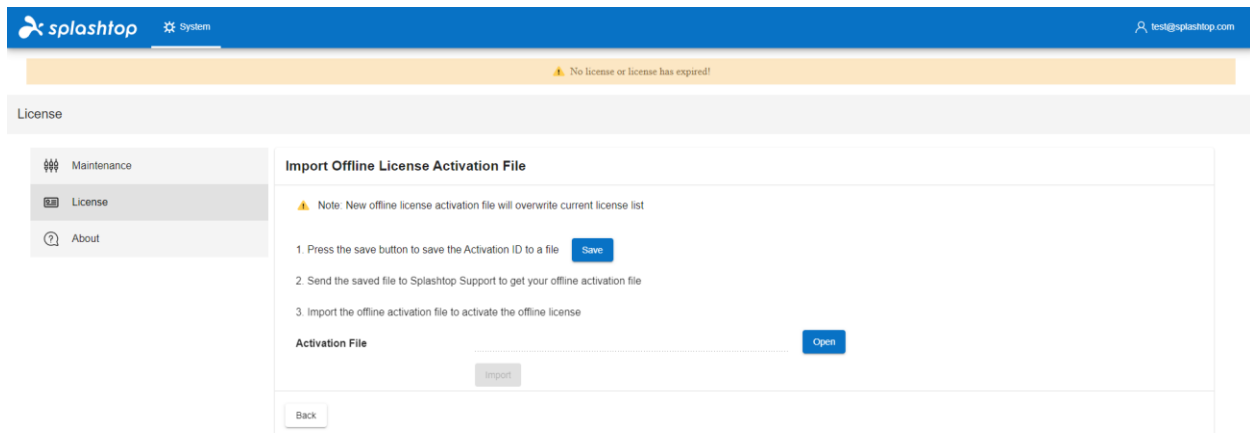 splashtop System test@splashtop.com
No license or license has expired!
License
Maintenance
License
About
Import Offline License Activation File
Note: New offline license activation file will overwrite current license list
1. Press the save button to save the Activation ID to a file Save
2. Send the saved file to Splashtop Support to get your offline activation file
3. Import the offline activation file to activate the offline license
Activation File Open
Import
Back